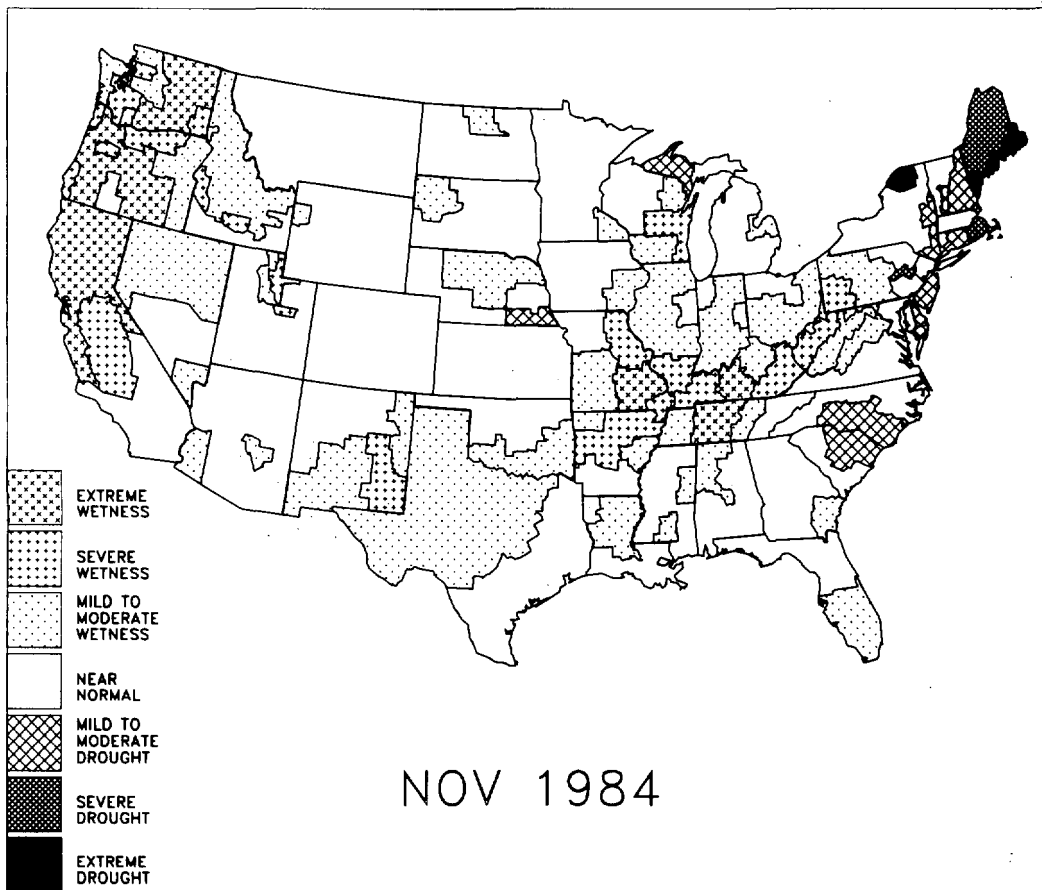 EXTREME
WETNESS
SEVERE
WETNESS
MILD TO
MODERATE
WETNESS
NEAR
NORMAL
MILD TO
MODERATE
DROUGHT
SEVERE
DROUGHT
EXTREME
DROUGHT
NOV 1984